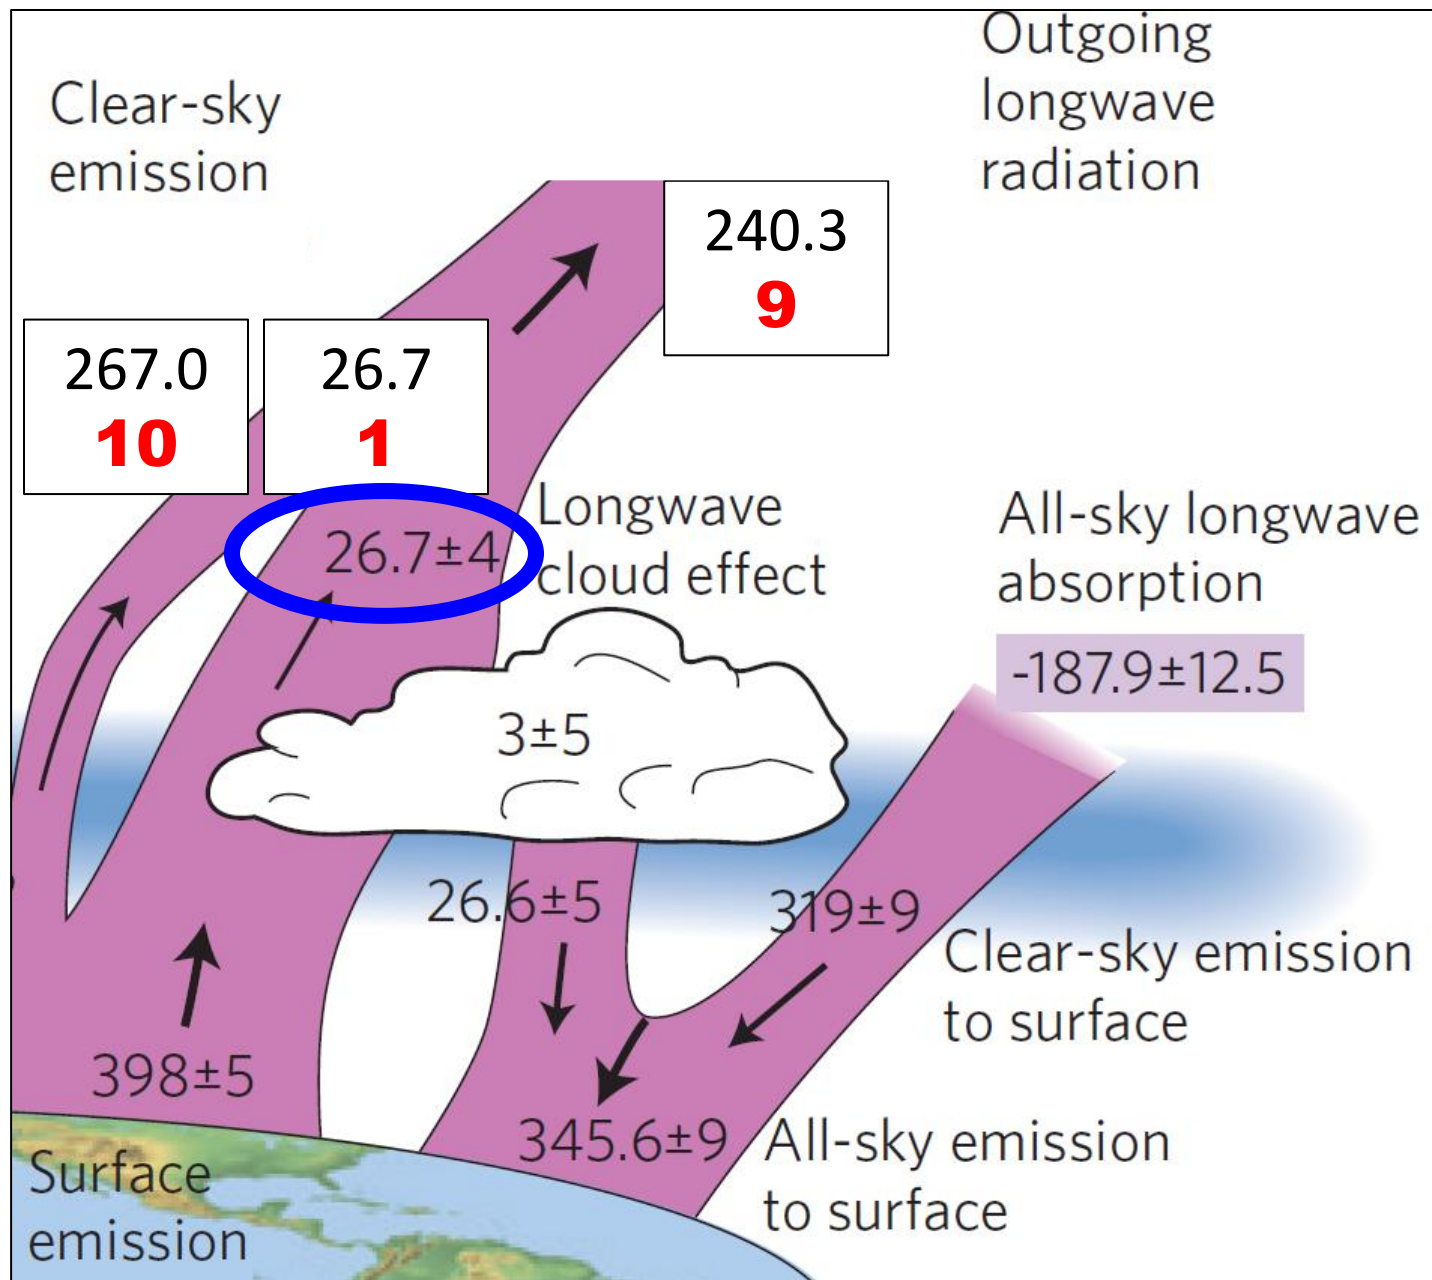 Outgoing
longwave
radiation
Clear-sky
emission
240.3
9
267.0
10
26.7
1
26.7±4
Longwave
cloud effect
All-sky longwave
absorption
-187.9±12.5
3±5
26.6±5
319±9
Clear-sky emission
to surface
398±5
345.6±9
All-sky emission
to surface
Surface
emission